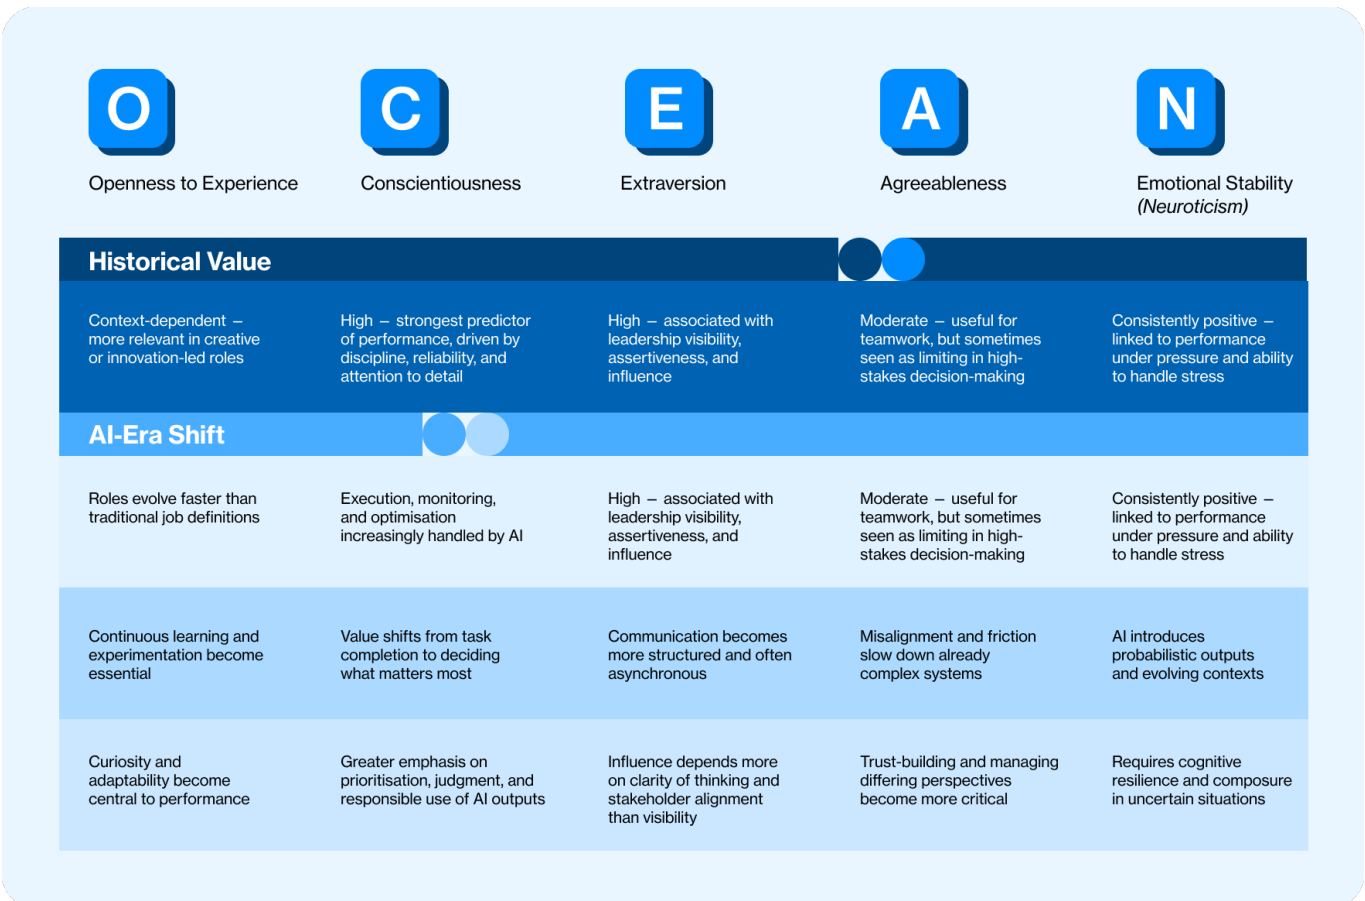 O
C
E
A
N
Openness to Experience
Conscientiousness
Extraversion
Agreeableness
Emotional Stability
(Neuroticism)
Historical Value
Context-dependent —
more relevant in creative
or innovation-led roles
High — strongest predictor
of performance, driven by
discipline, reliability, and
attention to detail
High — associated with
leadership visibility,
assertiveness, and
influence
Moderate — useful for
teamwork, but sometimes
seen as limiting in high-
stakes decision-making
Consistently positive —
linked to performance
under pressure and ability
to handle stress
AI-Era Shift
Roles evolve faster than
traditional job definitions
Execution, monitoring,
and optimisation
increasingly handled by AI
High — associated with
leadership visibility,
assertiveness, and
influence
Moderate — useful for
teamwork, but sometimes
seen as limiting in high-
stakes decision-making
Consistently positive —
linked to performance
under pressure and ability
to handle stress
Continuous learning and
experimentation become
essential
Value shifts from task
completion to deciding
what matters most
Communication becomes
more structured and often
asynchronous
Misalignment and friction
slow down already
complex systems
AI introduces
probabilistic outputs
and evolving contexts
Curiosity and
adaptability become
central to performance
Greater emphasis on
prioritisation, judgment, and
responsible use of AI outputs
Influence depends more
on clarity of thinking and
stakeholder alignment
than visibility
Trust-building and managing
differing perspectives
become more critical
Requires cognitive
resilience and composure
in uncertain situations